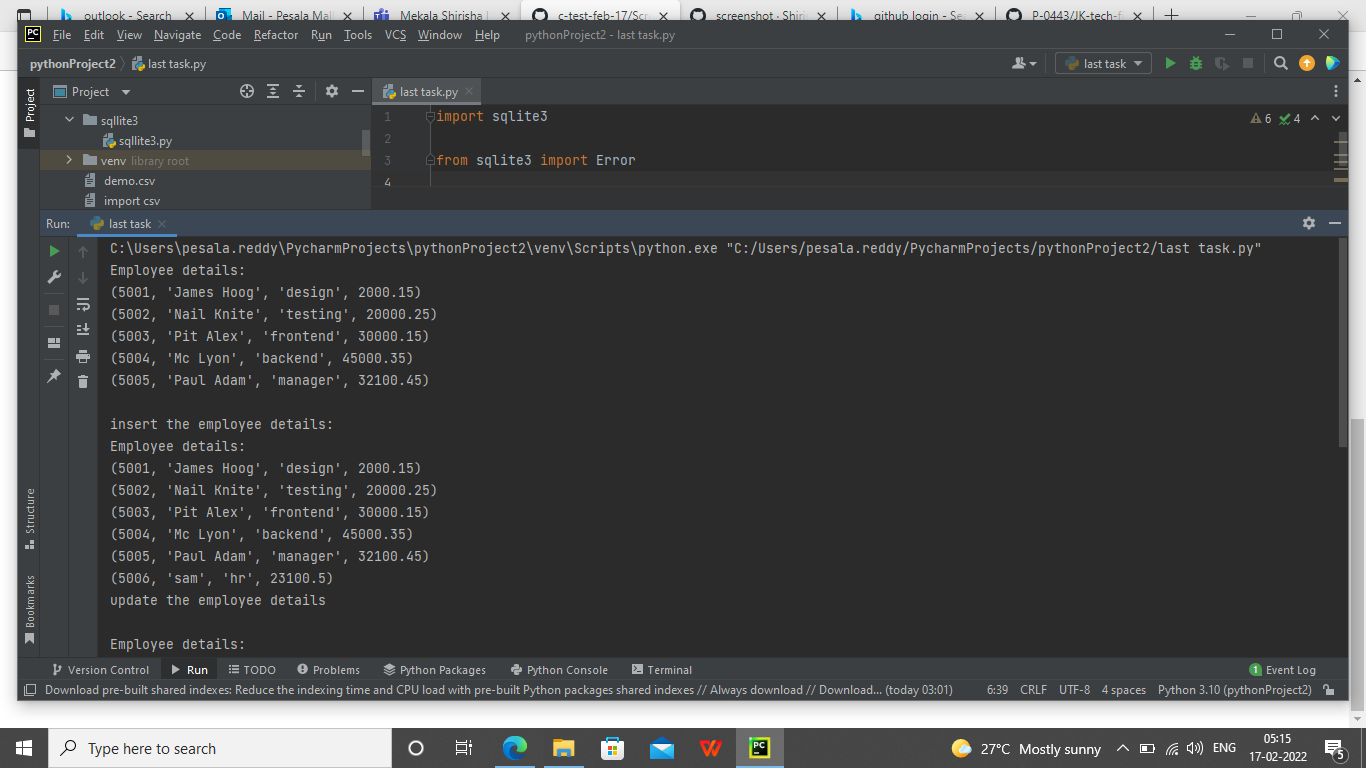 outlook - Search
Mail - Pesala Mal
Mekala Shirisha
c-test-feb-17/Scr
screenshot · Shiri
github login - Se
P-0443/JK-tech-f
PC File Edit View Navigate Code Refactor Run Tools VCS Window Help pythonProject2 - last task.py
pythonProject2 last task.py last task
Project Project last task.py
sqllite3
sqllite3.py
venv library root
demo.csv
import csv
1 import sqlite3 6 4
2
3 from sqlite3 import Error
4
Run: last task
C:\Users\pesala.reddy\PycharmProjects\pythonProject2\venv\Scripts\python.exe "C:/Users/pesala.reddy/PycharmProjects/pythonProject2/last task.py"
Employee details:
(5001, 'James Hoog', 'design', 2000.15)
(5002, 'Nail Knite', 'testing', 20000.25)
(5003, 'Pit Alex', 'frontend', 30000.15)
(5004, 'Mc Lyon', 'backend', 45000.35)
(5005, 'Paul Adam', 'manager', 32100.45)
insert the employee details:
Employee details:
(5001, 'James Hoog', 'design', 2000.15)
(5002, 'Nail Knite', 'testing', 20000.25)
(5003, 'Pit Alex', 'frontend', 30000.15)
(5004, 'Mc Lyon', 'backend', 45000.35)
(5005, 'Paul Adam', 'manager', 32100.45)
(5006, 'sam', 'hr', 23100.5)
update the employee details
Employee details:
Structure
Bookmarks
Version Control Run TODO Problems Python Packages Python Console Terminal 1 Event Log
Download pre-built shared indexes: Reduce the indexing time and CPU load with pre-built Python packages shared indexes // Always download // Download... (today 03:01) 6:39 CRLF UTF-8 4 spaces Python 3.10 (pythonProject2)
Type here to search PC 27°C Mostly sunny ENG 05:15
17-02-2022 5